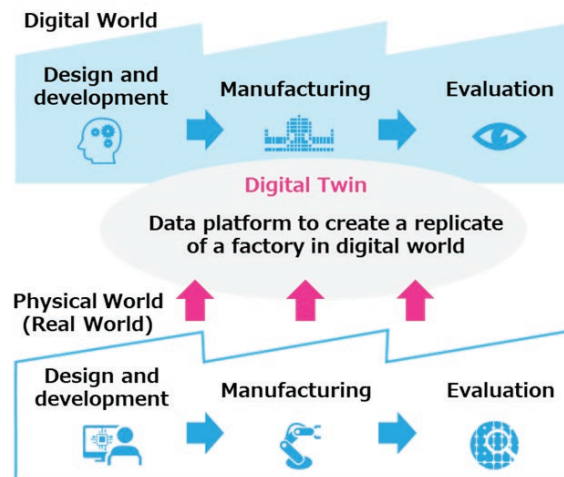 Digital World
Design and
development
Manufacturing
Evaluation
Digital Twin
Data platform to create a replicate
of a factory in digital world
Physical World
(Real World)
Design and
development
Manufacturing
Evaluation